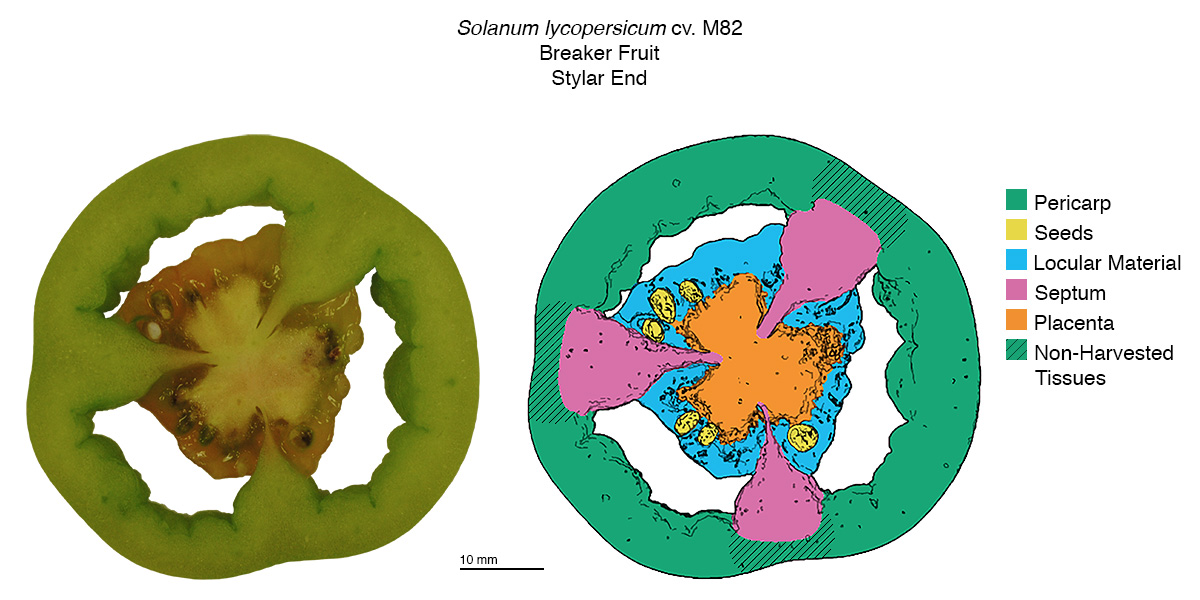 Solanum lycopersicum cv. M82
Breaker Fruit
Stylar End
Pericarp
Seeds
Locular Material
Septum
Placenta
Non-Harvested
Tissues
10 mm